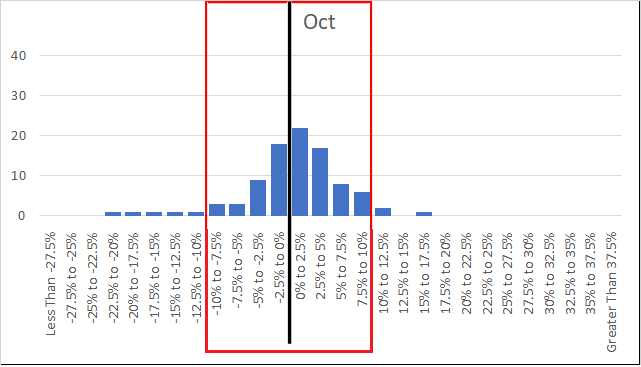 Oct
40
30
20
10
0
Less Than -27.5%
-27.5% to -25%
-25% to -22.5%
-22.5% to -20%
-20% to -17.5%
-17.5% to -15%
-15% to -12.5%
-12.5% to -10%
-10% to -7.5%
-7.5% to -5%
-5% to -2.5%
-2.5% to 0%
0% to 2.5%
2.5% to 5%
5% to 7.5%
7.5% to 10%
10% to 12.5%
12.5% to 15%
15% to 17.5%
17.5% to 20%
20% to 22.5%
22.5% to 25%
25% to 27.5%
27.5% to 30%
30% to 32.5%
32.5% to 35%
35% to 37.5%
Greater Than 37.5%